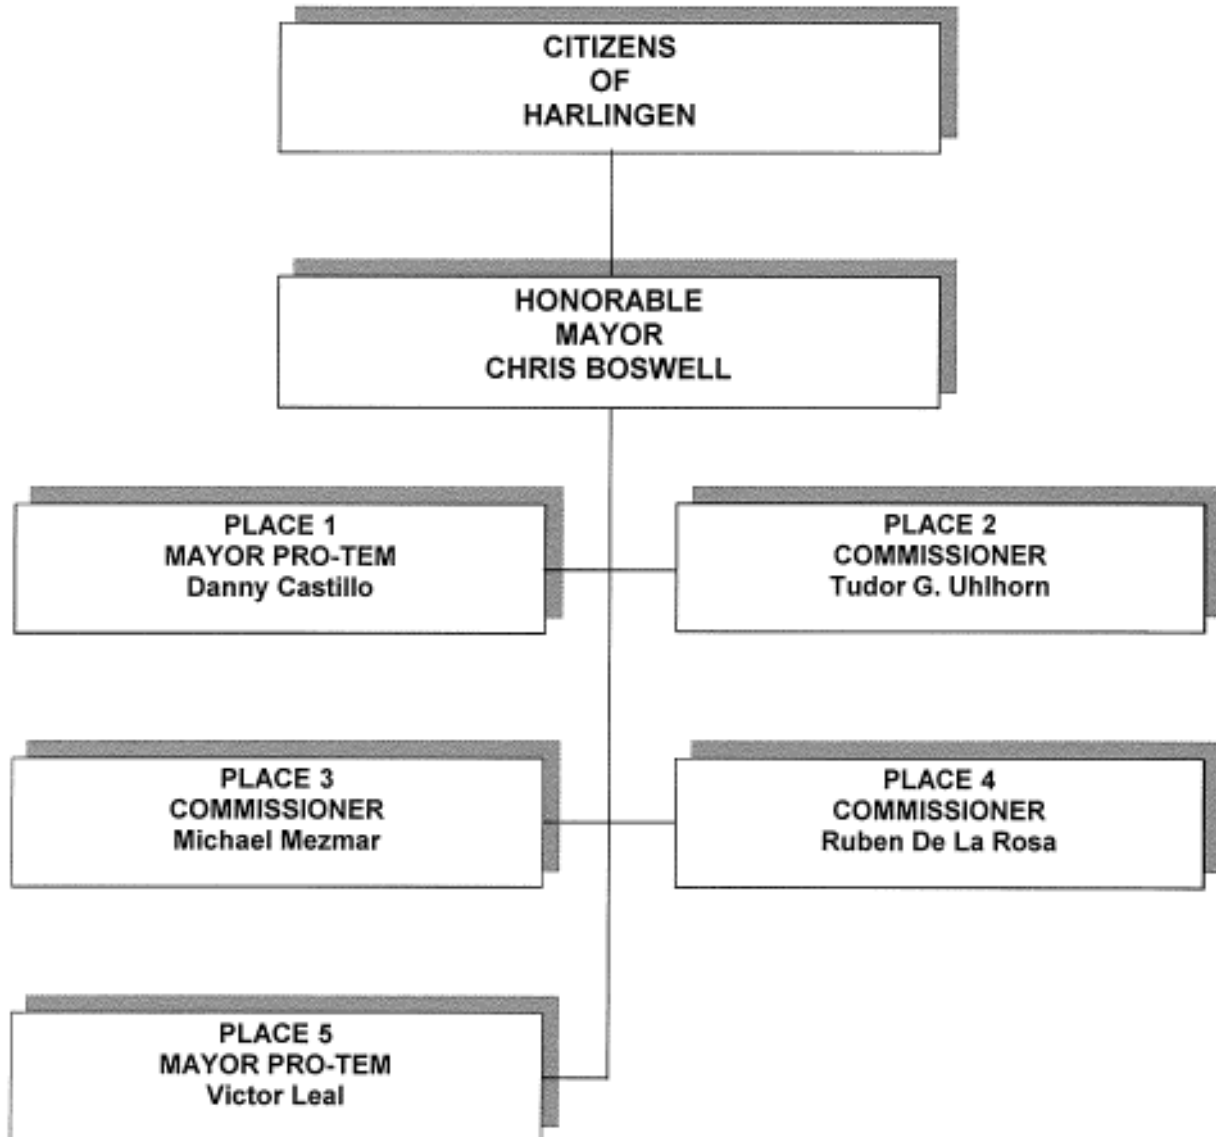 CITIZENS
OF
HARLINGEN
HONORABLE
MAYOR
CHRIS BOSWELL
PLACE 1
MAYOR PRO-TEM
Danny Castillo
PLACE 2
COMMISSIONER
Tudor G. Uhlhorn
PLACE 3
COMMISSIONER
Michael Mezmar
PLACE 4
COMMISSIONER
Ruben De La Rosa
PLACE 5
MAYOR PRO-TEM
Victor Leal